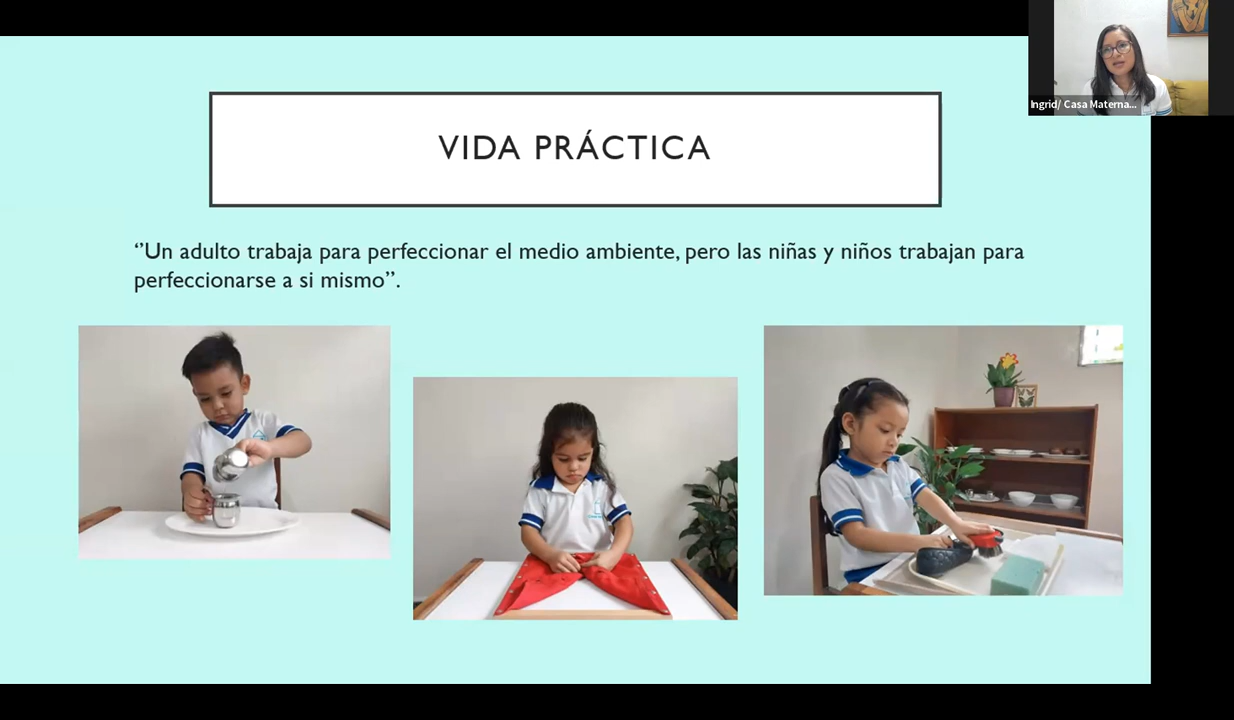 Ingrid/ Casa Materna...
VIDA PRÁCTICA
‘’Un adulto trabaja para perfeccionar el medio ambiente, pero las niñas y niños trabajan para
perfeccionarse a si mismo’’.